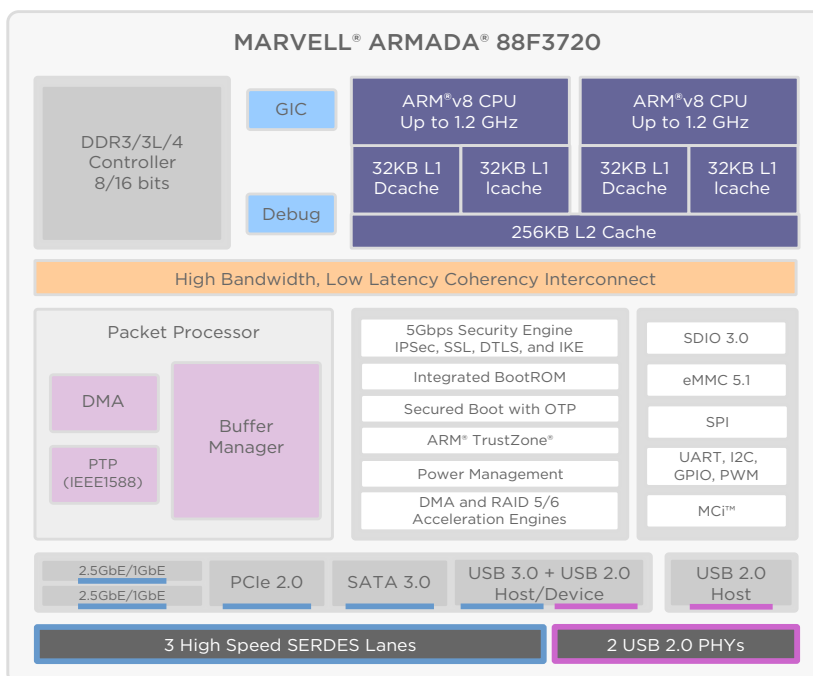 MARVELL® ARMADA® 88F3720
DDR3/3L/4
Controller
8/16 bits
GIC
Debug
ARM®v8 CPU
Up to 1.2 GHz
ARM®v8 CPU
Up to 1.2 GHz
32KB L1
Dcache
32KB L1
Icache
32KB L1
Dcache
32KB L1
Icache
256KB L2 Cache
High Bandwidth, Low Latency Coherency Interconnect
Packet Processor
DMA
PTP
(IEEE1588)
Buffer
Manager
5Gbps Security Engine
IPSec, SSL, DTLS, and IKE
Integrated BootROM
Secured Boot with OTP
ARM® TrustZone®
Power Management
DMA and RAID 5/6
Acceleration Engines
SDIO 3.0
eMMC 5.1
SPI
UART, I2C,
GPIO, PWM
MCi™
2.5GbE/1GbE
2.5GbE/1GbE
PCIe 2.0
SATA 3.0
USB 3.0 + USB 2.0
Host/Device
USB 2.0
Host
3 High Speed SERDES Lanes
2 USB 2.0 PHYs